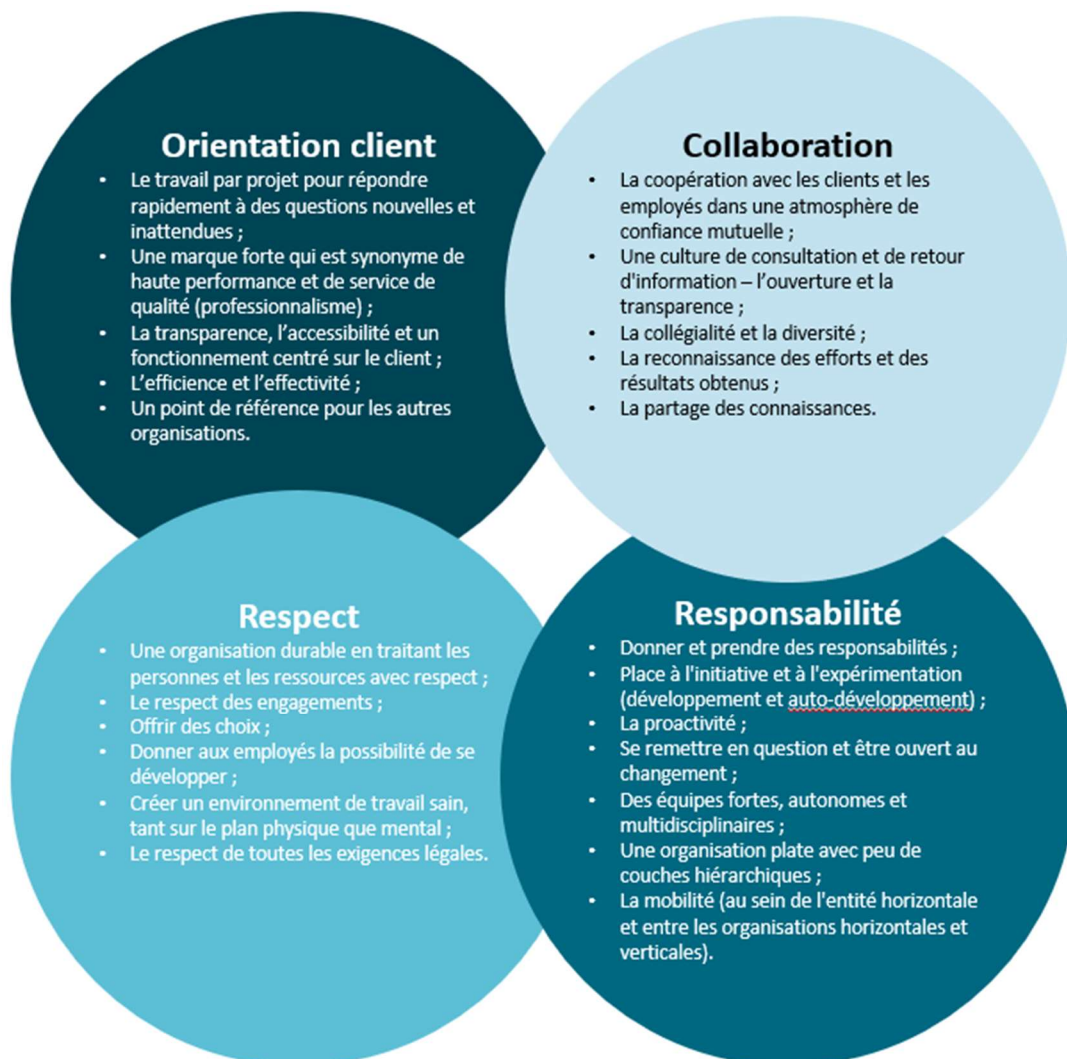 Orientation client
• Le travail par projet pour répondre
rapidement à des questions nouvelles et
inattendues ;
• Une marque forte qui est synonyme de
haute performance et de service de
qualité (professionnalisme) ;
• La transparence, l’accessibilité et un
fonctionnement centré sur le client ;
• L’efficience et l’effectivité ;
• Un point de référence pour les autres
organisations.
Collaboration
• La coopération avec les clients et les
employés dans une atmosphère de
confiance mutuelle ;
• Une culture de consultation et de retour
d'information – l’ouverture et la
transparence ;
• La collégialité et la diversité ;
• La reconnaissance des efforts et des
résultats obtenus ;
• La partage des connaissances.
Respect
• Une organisation durable en traitant les
personnes et les ressources avec respect ;
• Le respect des engagements ;
• Offrir des choix ;
• Donner aux employés la possibilité de se
développer ;
• Créer un environnement de travail sain,
tant sur le plan physique que mental ;
• Le respect de toutes les exigences légales.
Responsabilité
• Donner et prendre des responsabilités ;
• Place à l'initiative et à l'expérimentation
(développement et auto-développement) ;
• La proactivité ;
• Se remettre en question et être ouvert au
changement ;
• Des équipes fortes, autonomes et
multidisciplinaires ;
• Une organisation plate avec peu de
couches hiérarchiques ;
• La mobilité (au sein de l'entité horizontale
et entre les organisations horizontales et
verticales).